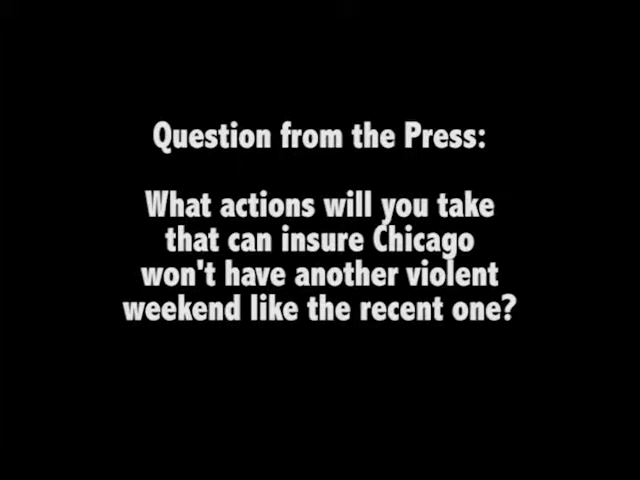 Question from the Press:
What actions will you take
that can insure Chicago
won't have another violent
weekend like the recent one?